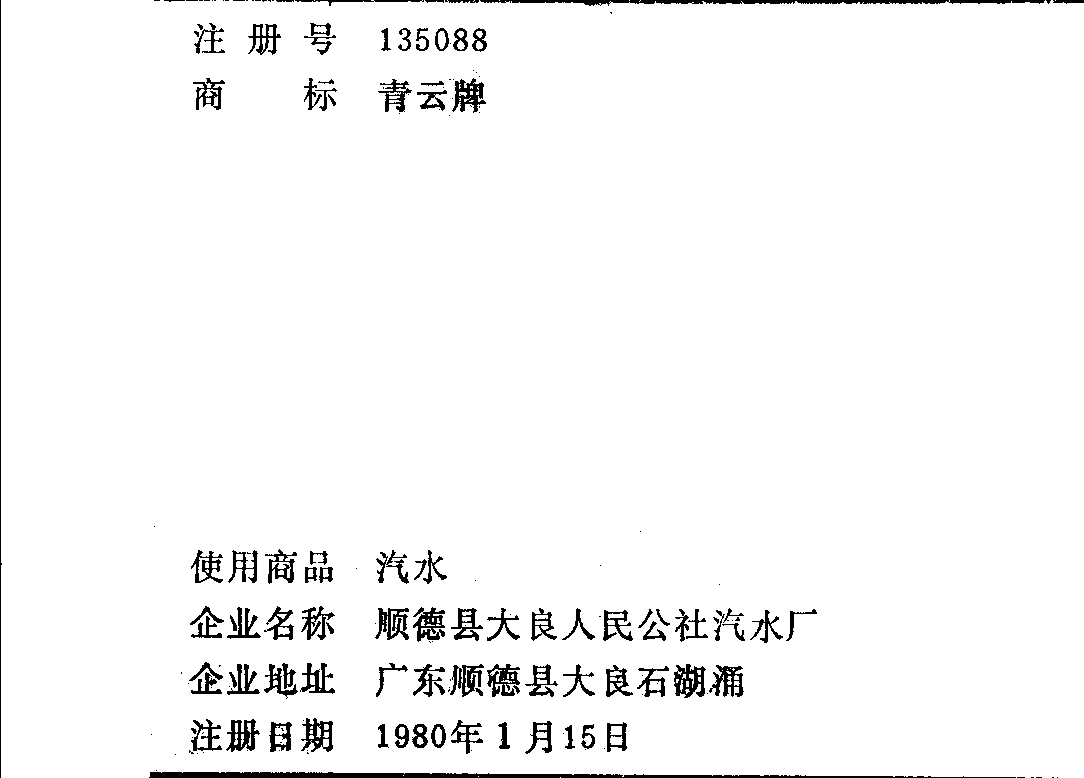 注册号 135088
商标 青云牌
使用商品 汽水
企业名称 顺德县大良人民公社汽水厂
企业地址 广东顺德县大良石湖涌
注册日期 1980年1月15日